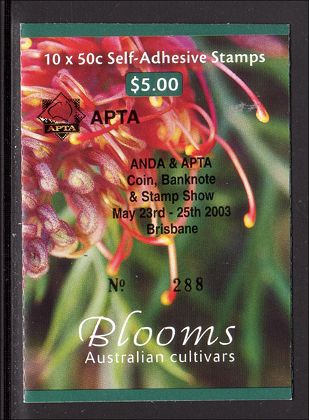 10 x 50c Self-Adhesive Stamps
$5.00
APTA
APTA
ANDA & APTA
Coin, Banknote
& Stamp Show
May 23rd - 25th 2003
Brisbane
No 288
Blooms
Australian cultivars